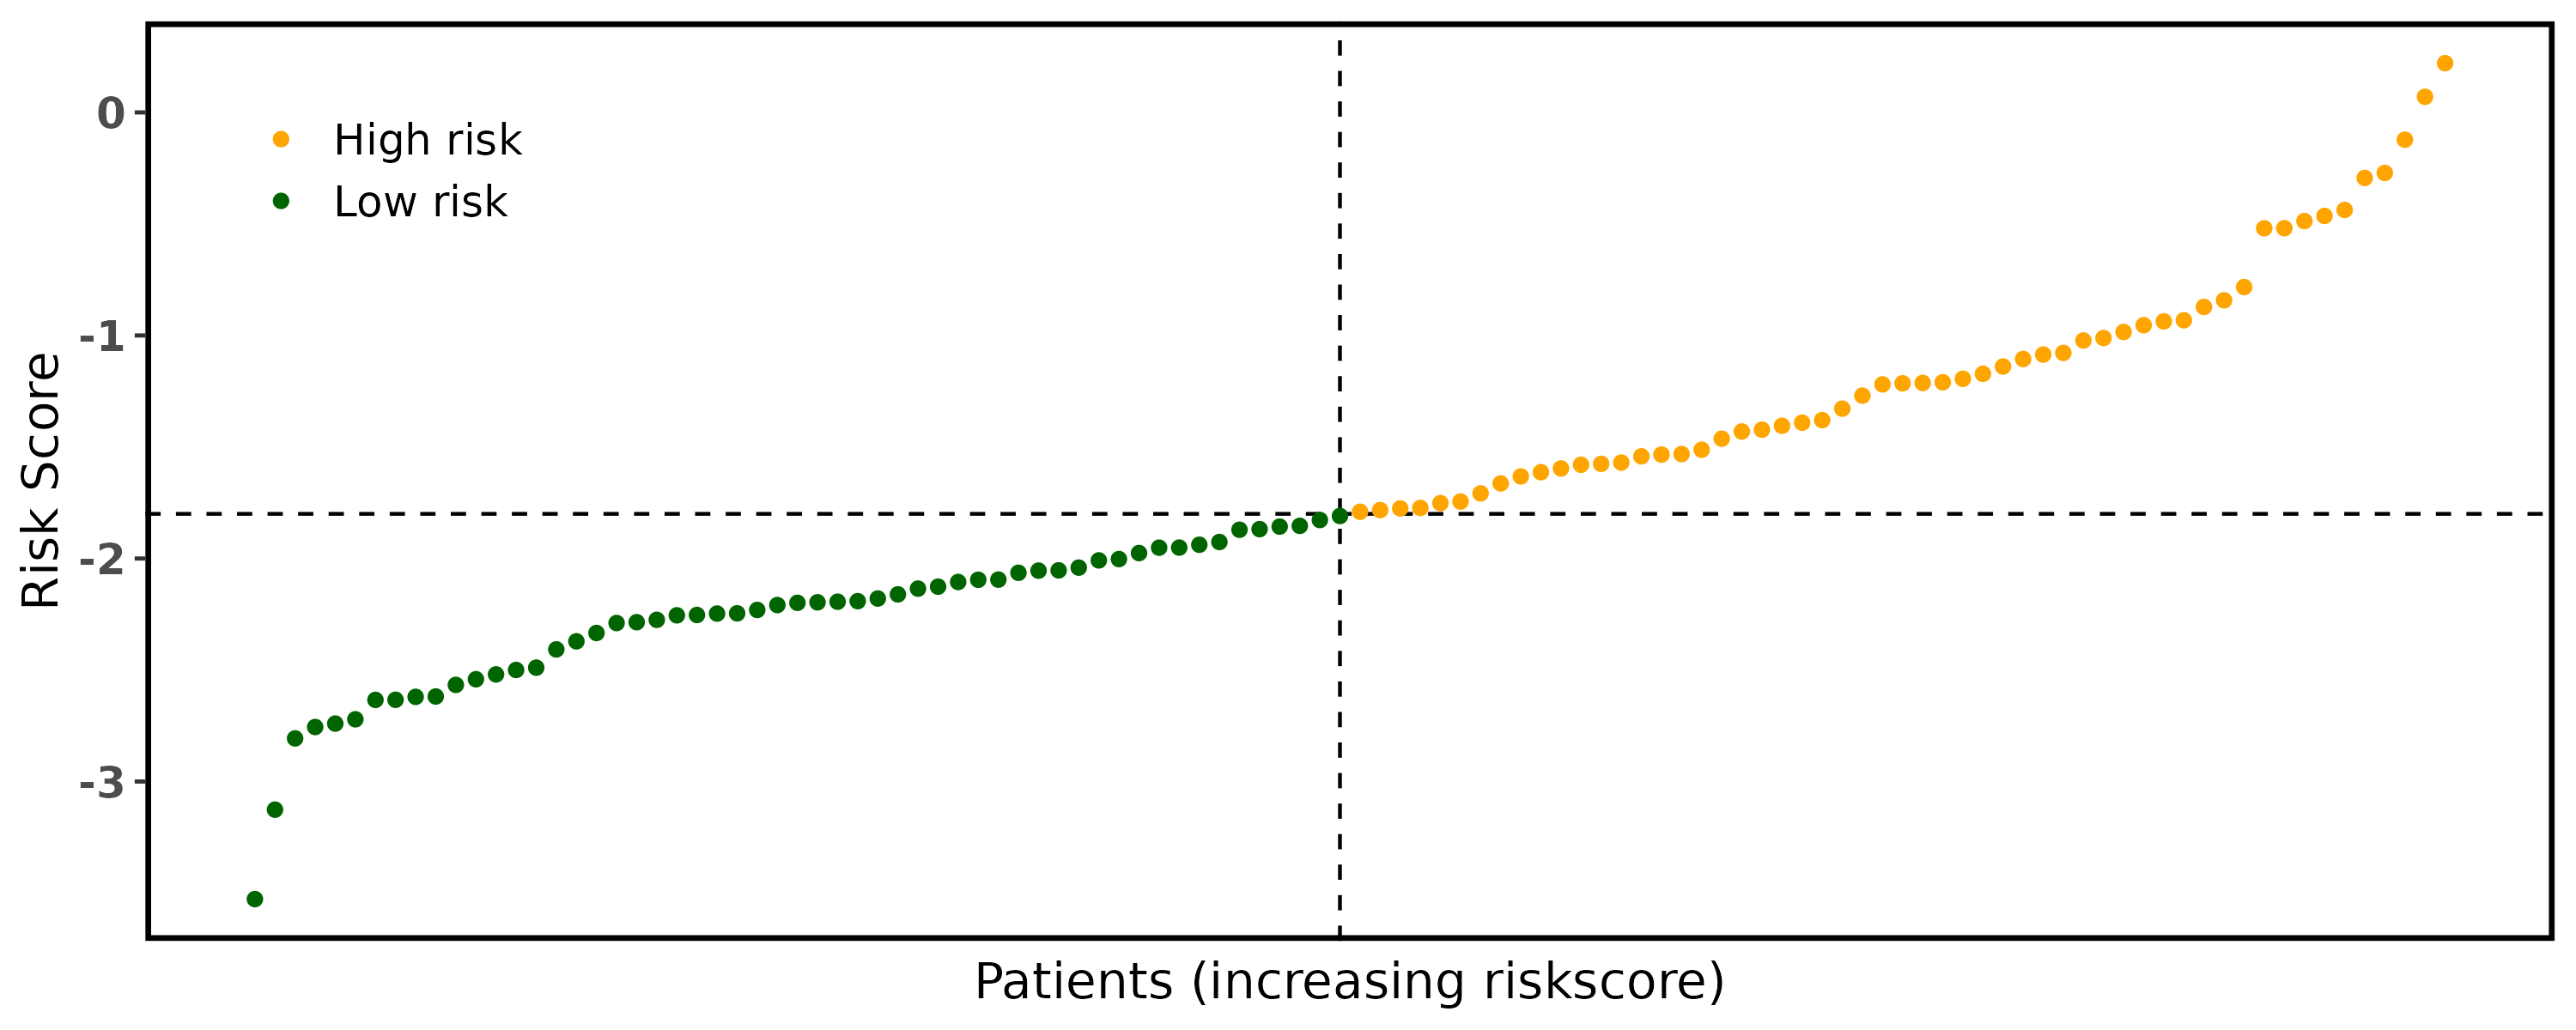 0
-1
-2
-3
Risk Score
High risk
Low risk
Patients (increasing riskscore)